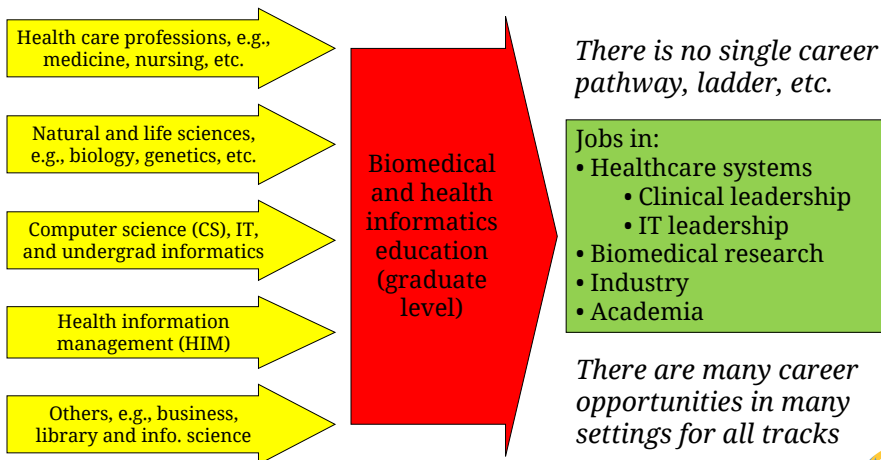 Health care professions, e.g.,
medicine, nursing, etc.
Natural and life sciences,
e.g., biology, genetics, etc.
Computer science (CS), IT,
and undergrad informatics
Health information
management (HIM)
Others, e.g., business,
library and info. science
Biomedical
and health
informatics
education
(graduate
level)
There is no single career
pathway, ladder, etc.
Jobs in:
• Healthcare systems
• Clinical leadership
• IT leadership
• Biomedical research
• Industry
• Academia
There are many career
opportunities in many
settings for all tracks